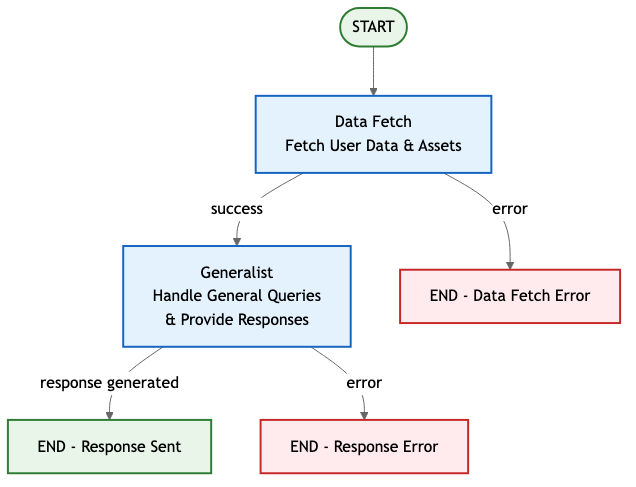 START
Data Fetch
Fetch User Data & Assets
success
error
Generalist
Handle General Queries
& Provide Responses
END - Data Fetch Error
response generated
error
END - Response Sent
END - Response Error